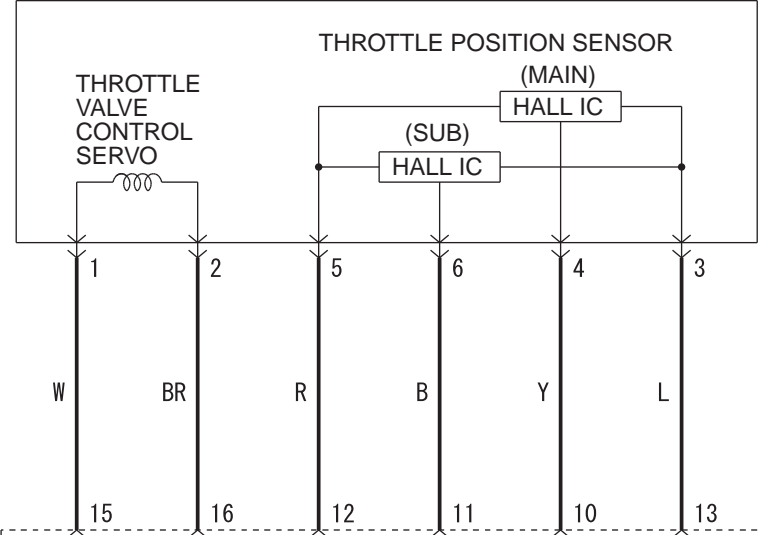 THROTTLE POSITION SENSOR
(MAIN)
HALL IC
THROTTLE
VALVE
CONTROL
SERVO
(SUB)
HALL IC
1 2 5 6 4 3
W BR R B Y L
15 16 12 11 10 13